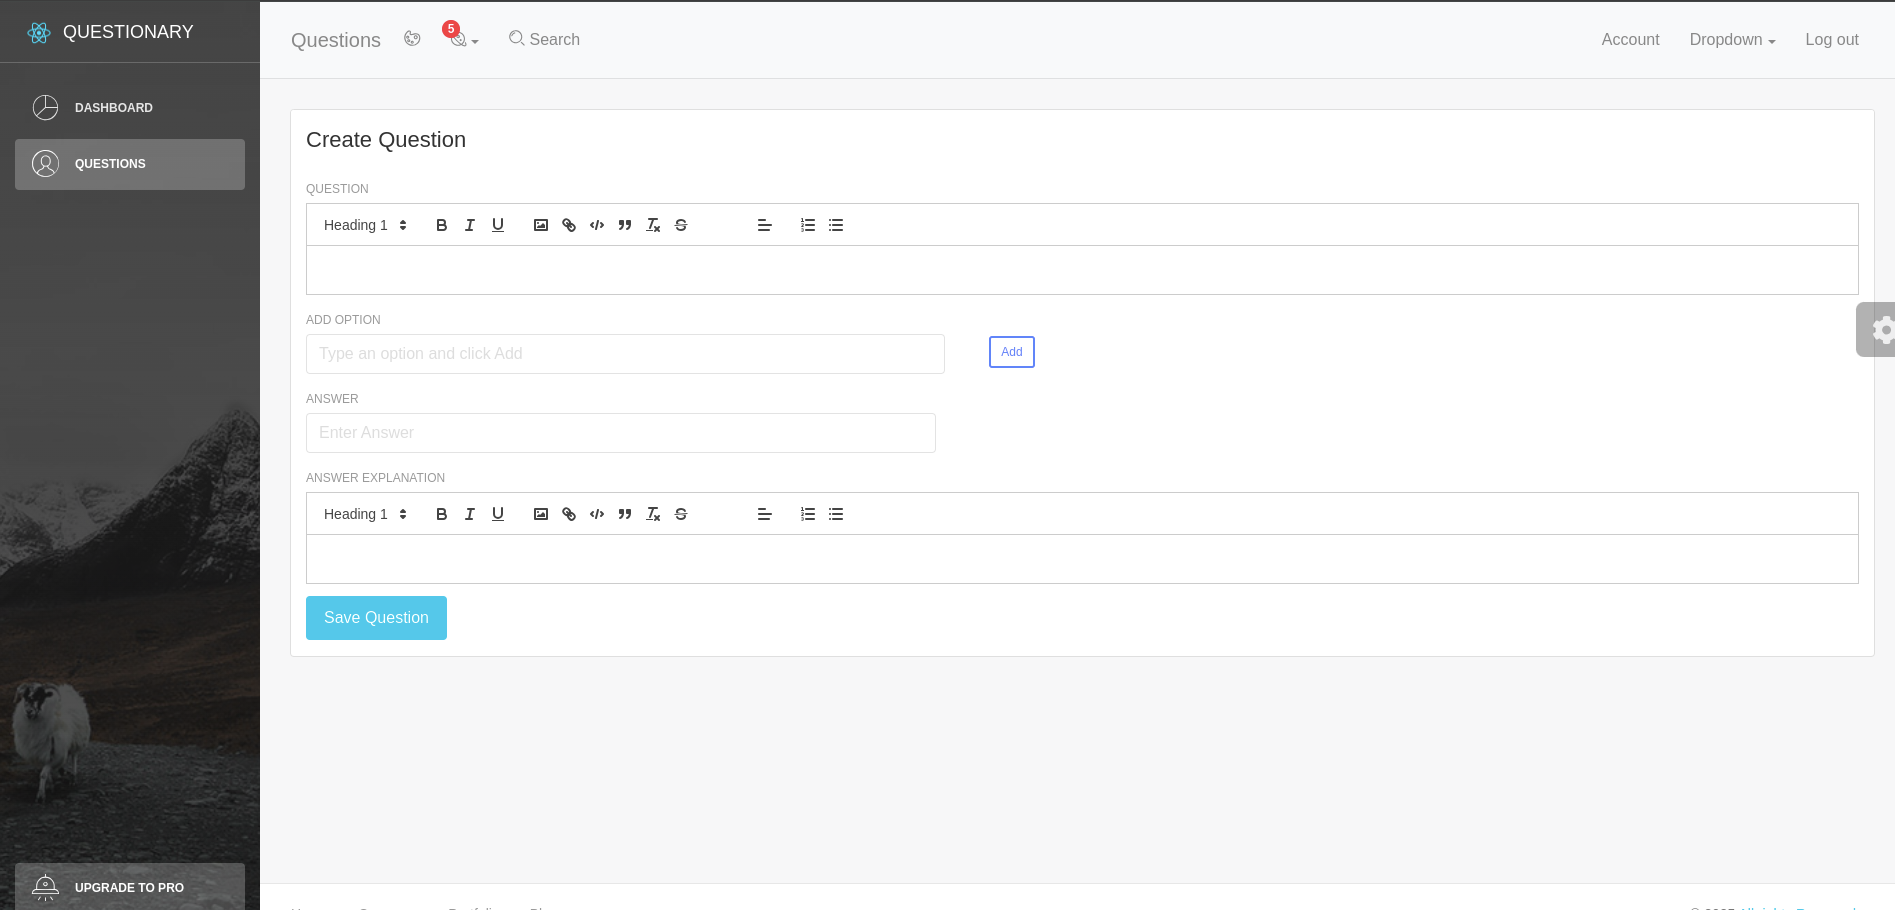 QUESTIONARY
DASHBOARD
QUESTIONS
UPGRADE TO PRO
Questions
5
Search
Account
Dropdown
Log out
Create Question
QUESTION
Heading 1
ADD OPTION
Type an option and click Add
Add
ANSWER
Enter Answer
ANSWER EXPLANATION
Heading 1
Save Question